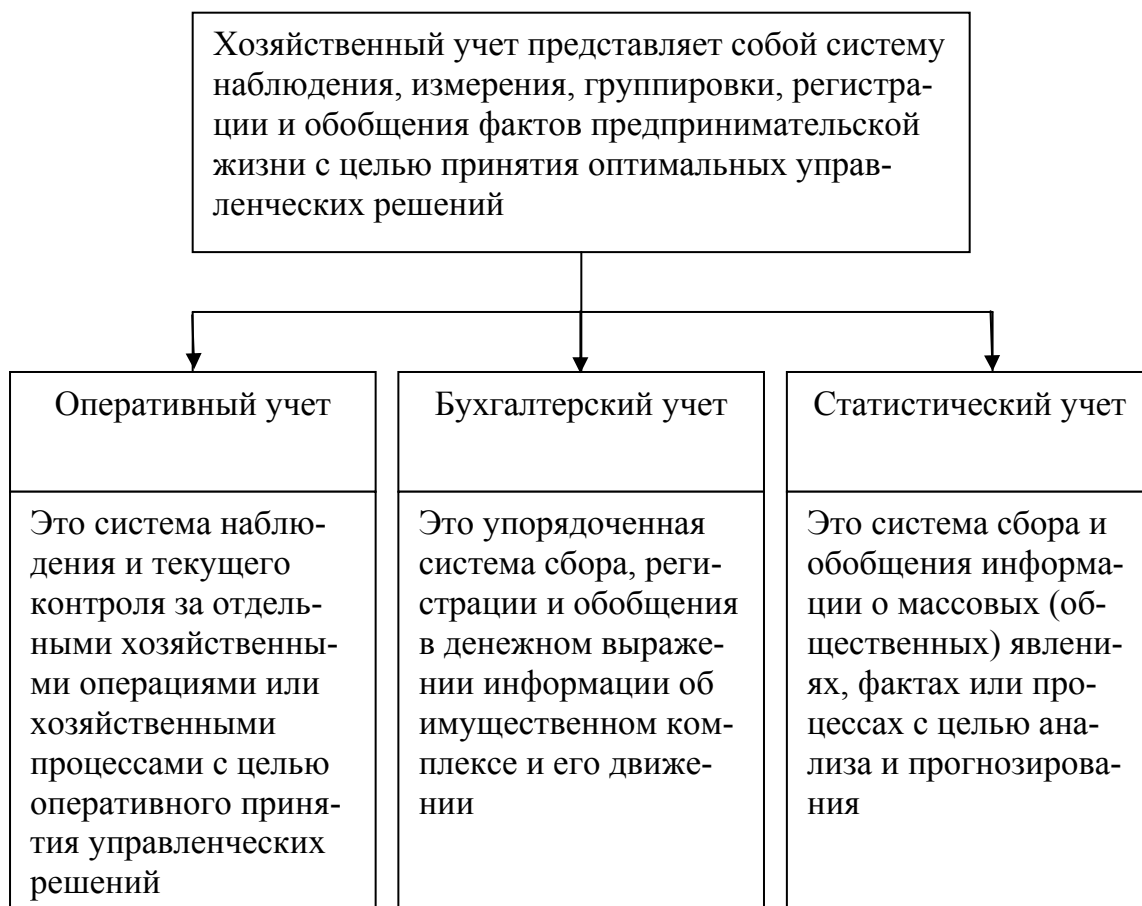 Хозяйственный учет представляет собой систему
наблюдения, измерения, группировки, регистра-
ции и обобщения фактов предпринимательской
жизни с целью принятия оптимальных управ-
ленческих решений
Оперативный учет
Это система наблю-
дения и текущего
контроля за отдель-
ными хозяйственны-
ми операциями или
хозяйственными
процессами с целью
оперативного приня-
тия управленческих
решений
Бухгалтерский учет
Это упорядоченная
система сбора, реги-
страции и обобщения
в денежном выраже-
нии информации об
имущественном ком-
плексе и его движе-
нии
Статистический учет
Это система сбора и
обобщения информа-
ции о массовых (об-
щественных) явлени-
ях, фактах или про-
цессах с целью ана-
лиза и прогнозирова-
ния